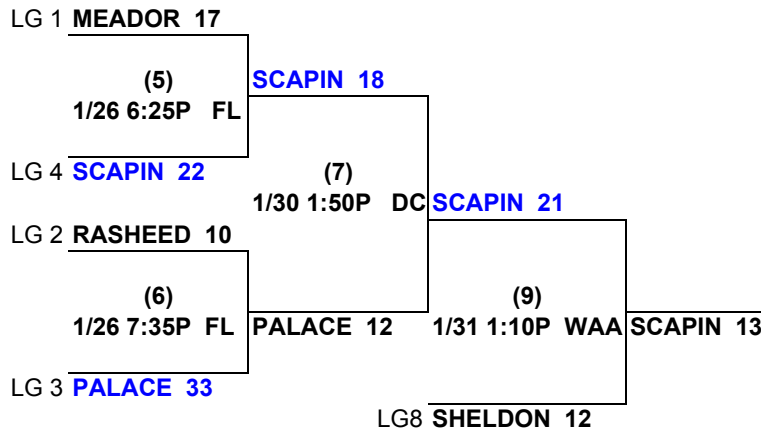 LG 1 MEADOR 17
(5)
1/26 6:25P FL
SCAPIN 18
LG 4 SCAPIN 22
(7)
1/30 1:50P DC
SCAPIN 21
LG 2 RASHEED 10
(6)
1/26 7:35P FL
PALACE 12
(9)
1/31 1:10P WAA
SCAPIN 13
LG 3 PALACE 33
LG8 SHELDON 12